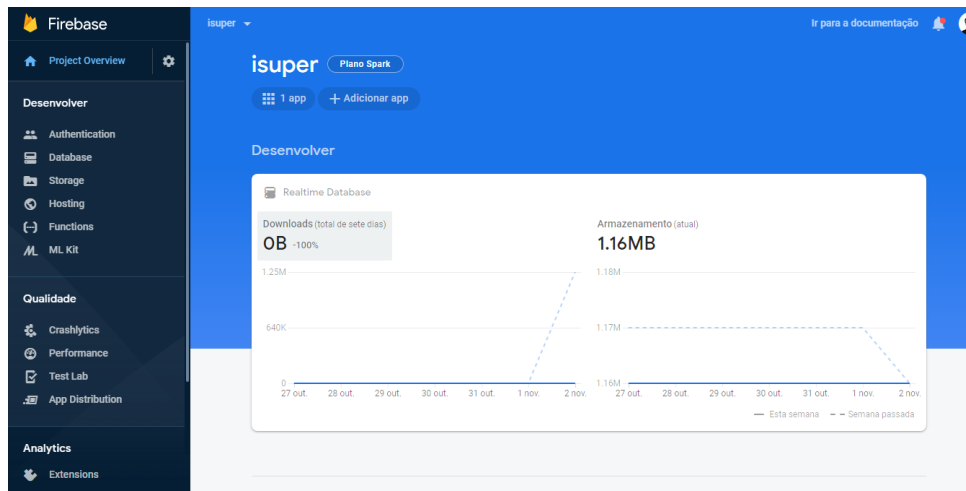 Firebase
Project Overview
Desenvolver
Authentication
Database
Storage
Hosting
Functions
ML Kit
Qualidade
Crashlytics
Performance
Test Lab
App Distribution
Analytics
Extensions
isuper
Ir para a documentação
isuper Plano Spark
1 app + Adicionar app
Desenvolver
Realtime Database
Downloads (total de sete dias)
0B -100%
1.25M
640K
0
27 out. 28 out. 29 out. 30 out. 31 out. 1 nov. 2 nov.
Armazenamento (atual)
1.16MB
1.18M
1.17M
1.16M
27 out. 28 out. 29 out. 30 out. 31 out. 1 nov. 2 nov.
Esta semana Semana passada